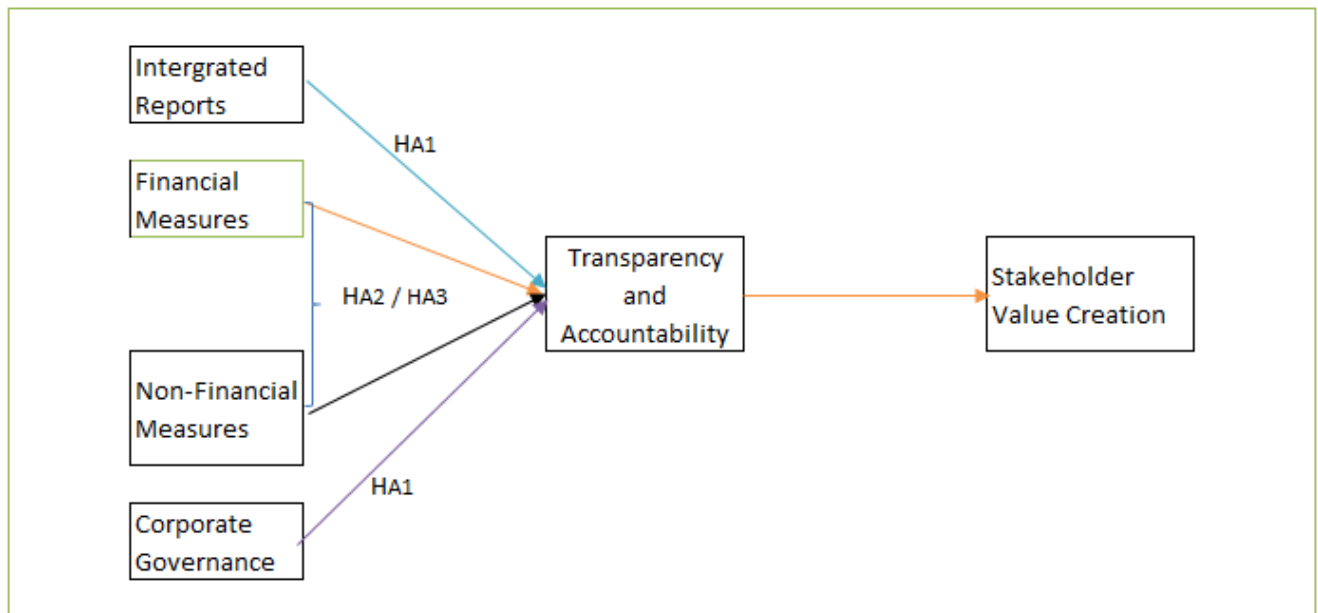 Intergrated
Reports
HA1
Financial
Measures
HA2 / HA3
Transparency
and
Accountability
Stakeholder
Value Creation
Non-Financial
Measures
HA1
Corporate
Governance